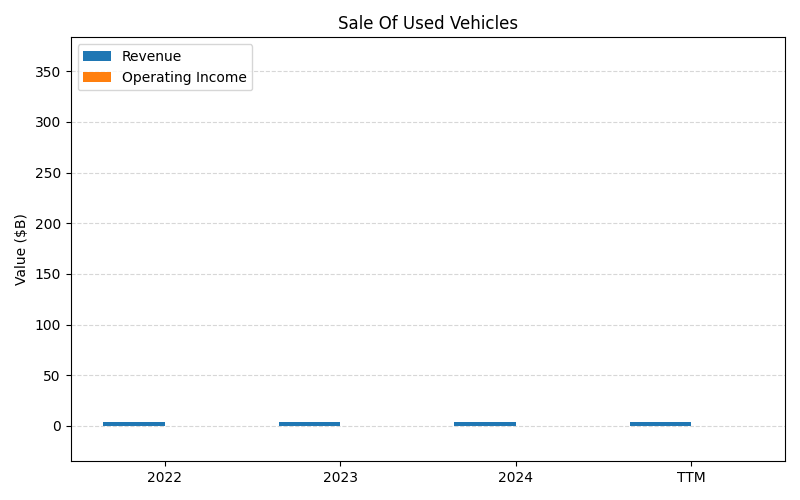 Sale Of Used Vehicles
Revenue
Operating Income
Value ($B)
350
300
250
200
150
100
50
0
2022 2023 2024 TTM